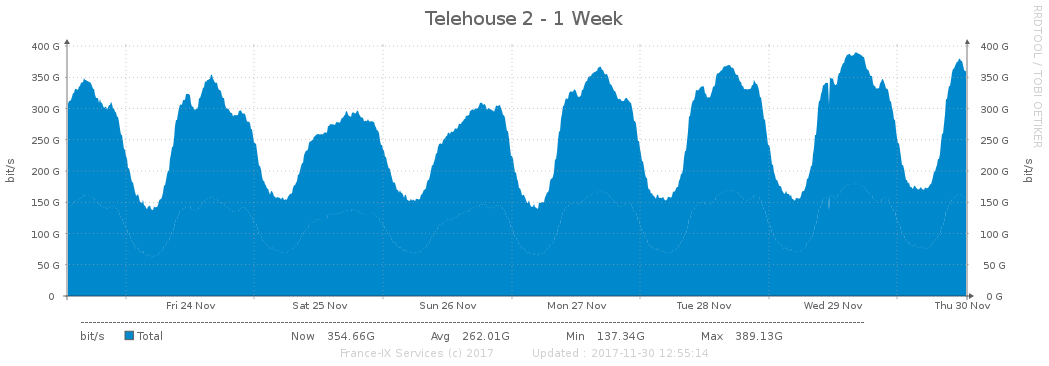 Telehouse 2 - 1 Week
RRDTOOL / TOBI OETIKER
400 G 400 G
350 G 350 G
300 G 300 G
250 G 250 G
200 G 200 G
150 G 150 G
100 G 100 G
50 G 50 G
0 0 G
bit/s bit/s
Fri 24 Nov Sat 25 Nov Sun 26 Nov Mon 27 Nov Tue 28 Nov Wed 29 Nov Thu 30 Nov
bit/s Total Now 354.66G Avg 262.01G Min 137.34G Max 389.13G
France-IX Services (c) 2017 Updated : 2017-11-30 12:55:14